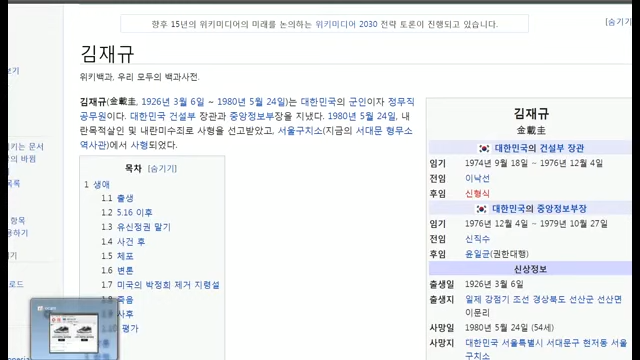 향후 15년의 위키미디어의 미래를 논의하는 위키미디어 2030 전략 토론이 진행되고 있습니다.
[숨기기
김재규
위키백과, 우리 모두의 백과사전.
김재규(金載圭, 1926년 3월 6일 ~ 1980년 5월 24일)는 대한민국의 군인이자 정무직
공무원이다. 대한민국 건설부 장관과 중앙정보부장을 지냈다. 1980년 5월 24일, 내
란목적살인 및 내란미수죄로 사형을 선고받았고, 서울구치소(지금의 서대문 형무소
역사관)에서 사형되었다.
목차 [숨기기]
1 생애
1.1 출생
1.2 5.16 이후
1.3 유신정권 말기
1.4 사건 후
1.5 체포
1.6 변론
1.7 미국의 박정희 제거 지령설
1.8 죽음
사후
평가
김재규
金載圭
대한민국의 건설부 장관
임기 1974년 9월 18일 ~ 1976년 12월 4일
전임 이낙선
후임 신형식
대한민국의 중앙정보부장
임기 1976년 12월 4일 ~ 1979년 10월 27일
전임 신직수
후임 윤일균(권한대행)
신상정보
출생일 1926년 3월 6일
출생지 일제 강점기 조선 경상북도 선산군 선산면
이문리
사망일 1980년 5월 24일 (54세)
사망지 대한민국 서울특별시 서대문구 현저동 서울
구치소
보기
키는 문서
의 바뀜
목록
항목
용하기
기
로드